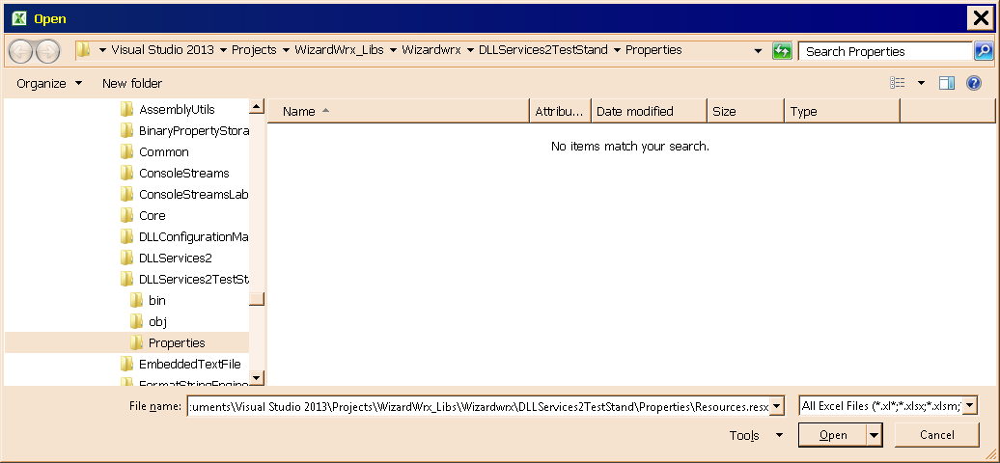 Open
Visual Studio 2013 Projects WizardWrx_Libs Wizardwrx DLLServices2TestStand Properties Search Properties
Organize New folder
Name Attribu... Date modified Size Type
No items match your search.
AssemblyUtils
BinaryPropertyStora
Common
ConsoleStreams
ConsoleStreamsLab
Core
DLLConfigurationMa
DLLServices2
DLLServices2TestSta
bin
obj
Properties
EmbeddedTextFile
FormatStringEngine
File name: :uments\Visual Studio 2013\Projects\WizardWrx_Libs\Wizardwrx\DLLServices2TestStand\Properties\Resources.resx All Excel Files (*.xl*;*.xlsx;*.xlsm;
Tools Open Cancel